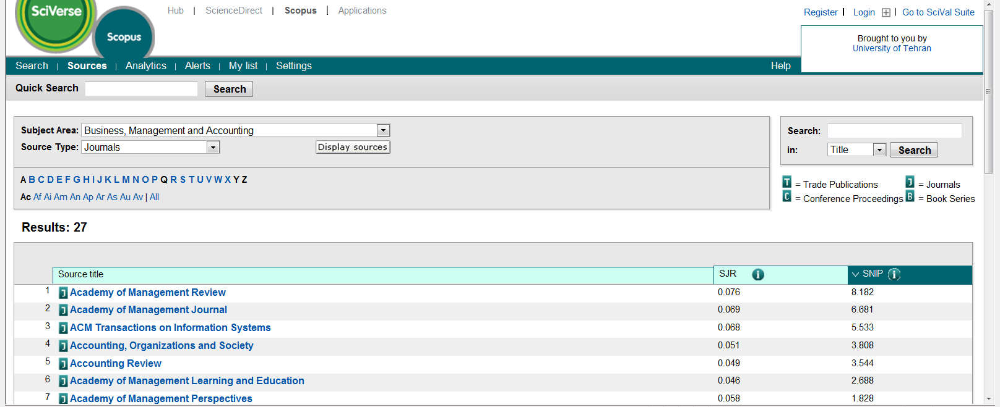 SciVerse
Scopus
Hub | ScienceDirect | Scopus | Applications
Register | Login | Go to SciVal Suite
Brought to you by
University of Tehran
Search | Sources | Analytics | Alerts | My list | Settings
Help
Quick Search Search
Subject Area: Business, Management and Accounting
Source Type: Journals Display sources
Search:
in: Title Search
A B C D E F G H I J K L M N O P Q R S T U V W X Y Z
Ac Af Ai Am An Ap Ar As Au Av | All
T = Trade Publications J = Journals
C = Conference Proceedings B = Book Series
Results: 27
Source title SJR i SNIP i
1 J Academy of Management Review 0.076 8.182
2 J Academy of Management Journal 0.069 6.681
3 J ACM Transactions on Information Systems 0.068 5.533
4 J Accounting, Organizations and Society 0.051 3.808
5 J Accounting Review 0.049 3.544
6 J Academy of Management Learning and Education 0.046 2.688
7 J Academy of Management Perspectives 0.058 1.828